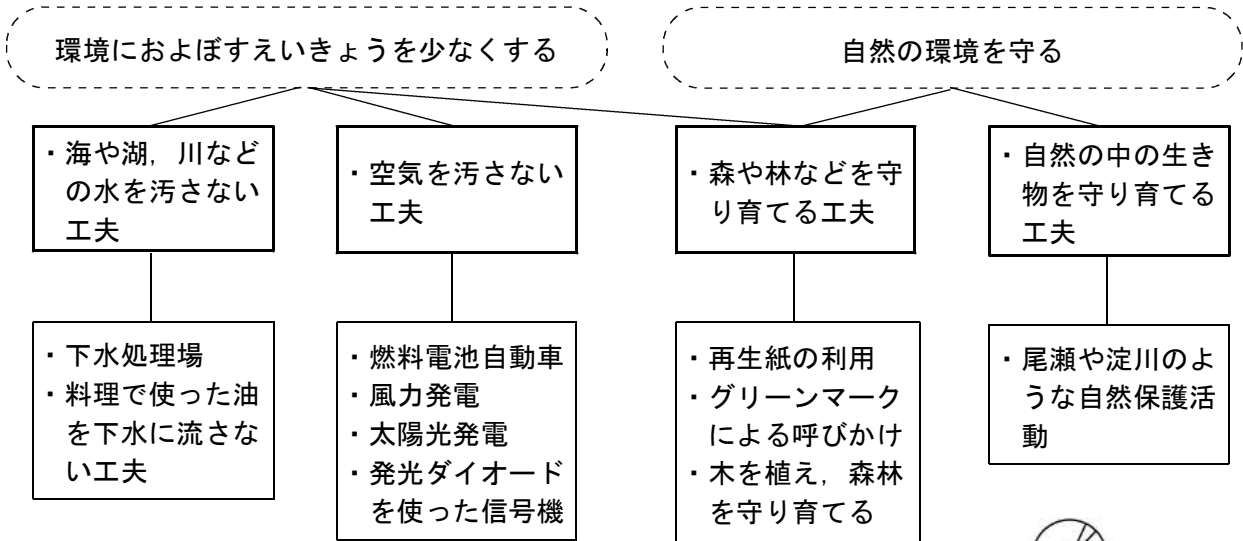 環境におよぼすえいきょうを少なくする
自然の環境を守る
・海や湖，川など
の水を汚さない
工夫
・空気を汚さない
工夫
・森や林などを守
り育てる工夫
・自然の中の生き
物を守り育てる
工夫
・下水処理場
・料理で使った油
を下水に流さな
い工夫
・燃料電池自動車
・風力発電
・太陽光発電
・発光ダイオード
を使った信号機
・再生紙の利用
・グリーンマーク
による呼びかけ
・木を植え，森林
を守り育てる
・尾瀬や淀川のよ
うな自然保護活
動